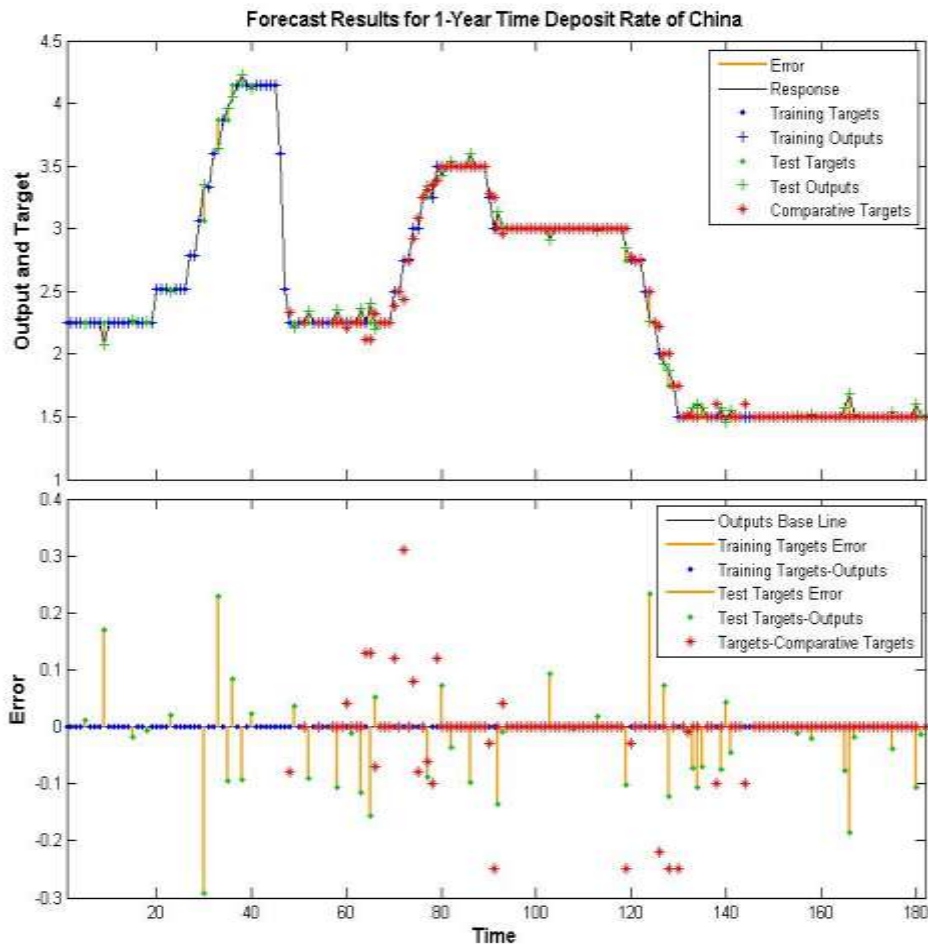 Forecast Results for 1-Year Time Deposit Rate of China
4.5
4
3.5
3
2.5
2
1.5
1
Output and Target
Error
Response
Training Targets
Training Outputs
Test Targets
Test Outputs
Comparative Targets
0.4
0.3
0.2
0.1
0
-0.1
-0.2
-0.3
Error
Outputs Base Line
Training Targets Error
Training Targets-Outputs
Test Targets Error
Test Targets-Outputs
Targets-Comparative Targets
20 40 60 80 100 120 140 160 180
Time